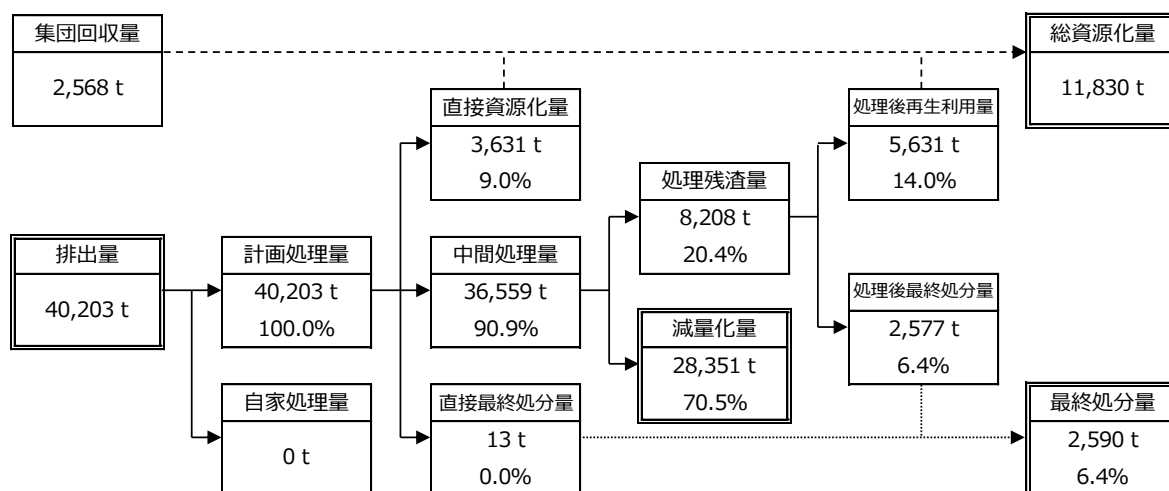 集団回収量
2,568 t
総資源化量
11,830 t
直接資源化量
3,631 t
9.0%
処理後再生利用量
5,631 t
14.0%
処理残渣量
8,208 t
20.4%
排出量
40,203 t
計画処理量
40,203 t
100.0%
中間処理量
36,559 t
90.9%
処理後最終処分量
2,577 t
6.4%
減量化量
28,351 t
70.5%
自家処理量
0 t
直接最終処分量
13 t
0.0%
最終処分量
2,590 t
6.4%